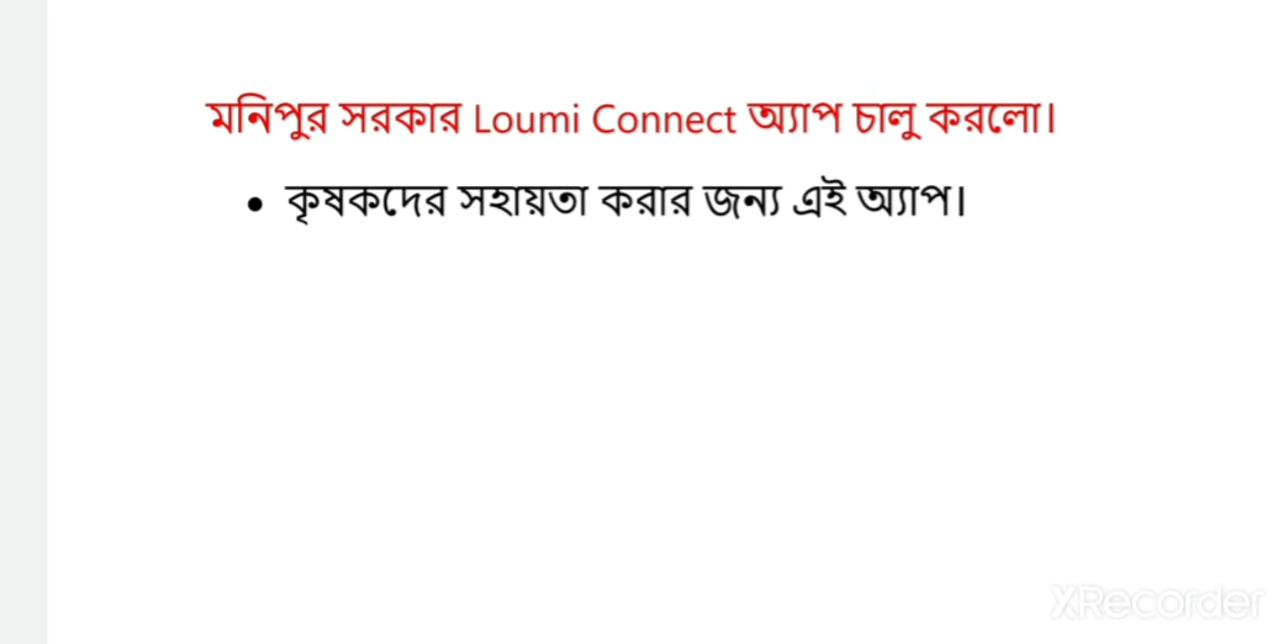 মনিপুর সরকার Loumi Connect অ্যাপ চালু করলো।
• কৃষকদের সহায়তা করার জন্য এই অ্যাপ।
XRecorder